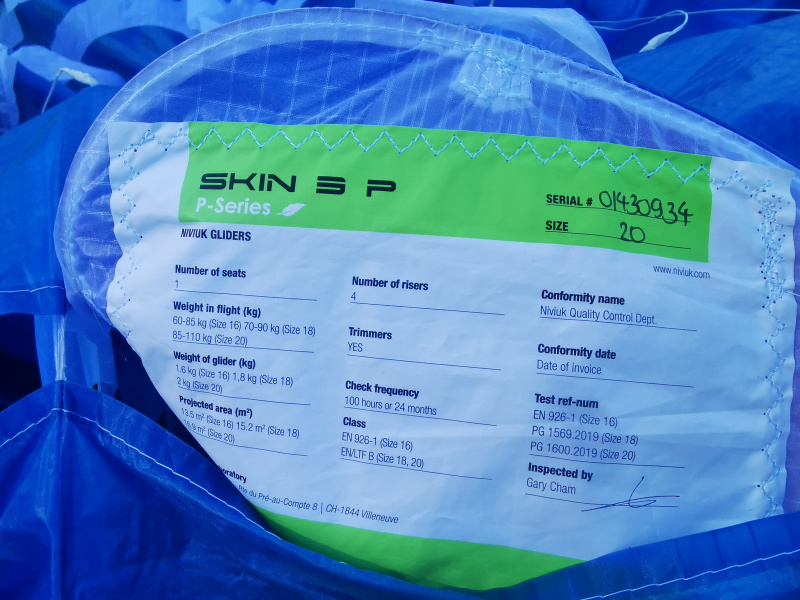 SKIN 3 P
P-Series
SERIAL # 01430934
SIZE 20
NIVIUK GLIDERS
www.niviuk.com
Number of seats
1
Weight in flight (kg)
60-85 kg (Size 16) 70-90 kg (Size 18)
85-110 kg (Size 20)
Weight of glider (kg)
1.6 kg (Size 16) 1,8 kg (Size 18)
2 kg (Size 20)
Projected area (m²)
13.5 m² (Size 16) 15.2 m² (Size 18)
m² (Size 20)
Number of risers
4
Trimmers
YES
Check frequency
100 hours or 24 months
Class
EN 926-1 (Size 16)
EN/LTF B (Size 18, 20)
Conformity name
Niviuk Quality Control Dept.
Conformity date
Date of invoice
Test ref-num
EN 926-1 (Size 16)
PG 1569.2019 (Size 18)
PG 1600.2019 (Size 20)
Inspected by
Gary Cham
oratory
Rte du Pré-au-Compte 8 | CH-1844 Villeneuve